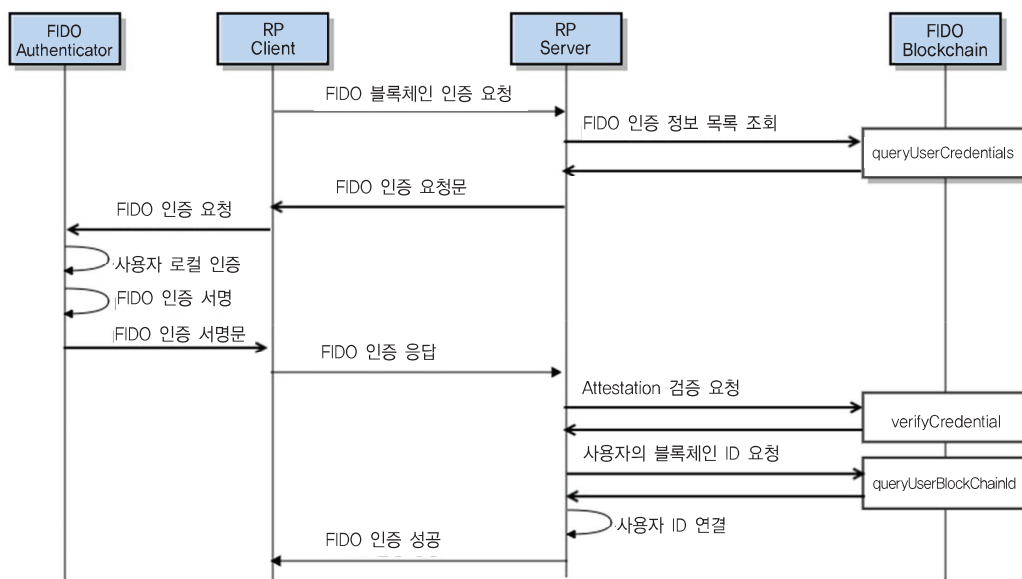 FIDO
Authenticator
RP
Client
RP
Server
FIDO
Blockchain
FIDO 블록체인 인증 요청
FIDO 인증 정보 목록 조회
queryUserCredentials
FIDO 인증 요청문
FIDO 인증 요청
사용자 로컬 인증
FIDO 인증 서명
FIDO 인증 서명문
FIDO 인증 응답
Attestation 검증 요청
verifyCredential
사용자의 블록체인 ID 요청
queryUserBlockChainId
사용자 ID 연결
FIDO 인증 성공